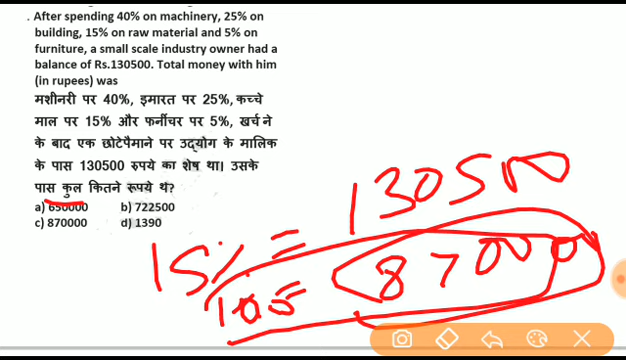 . After spending 40% on machinery, 25% on
building, 15% on raw material and 5% on
furniture, a small scale industry owner had a
balance of Rs.130500. Total money with him
(in rupees) was
मशीनरी पर 40%, इमारत पर 25%, कच्चे
माल पर 15% और फर्नीचर पर 5%, खर्च ने
के बाद एक छोटेपैमाने पर उद्योग के मालिक
के पास 130500 रुपये का शेष था। उसके
पास कुल कितने रूपये थे?
a) 650000 b) 722500
c) 870000 d) 1390
130500
15% =
100 = 87000